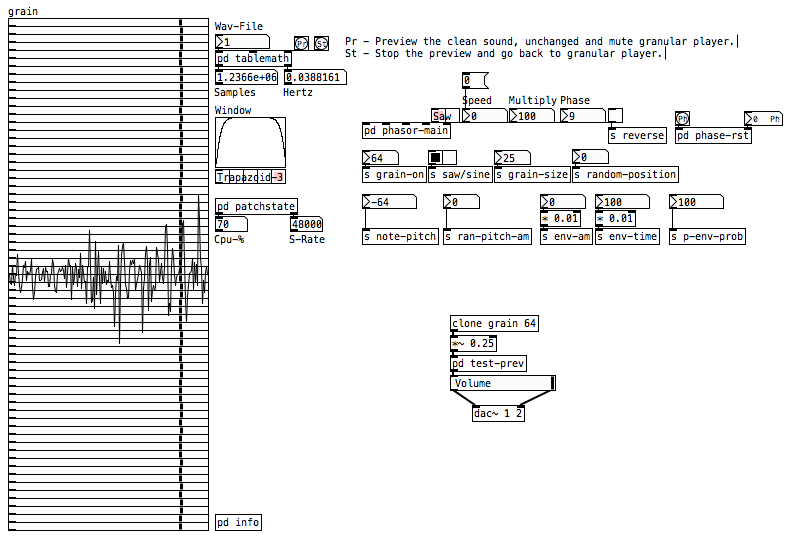 grain
Wav-File
1
Pr St
Pr - Preview the clean sound, unchanged and mute granular player.
St - Stop the preview and go back to granular player.
pd tablemath
1.2366e+06 0.0388161
Samples Hertz
0
Speed Multiply Phase
Saw 0 100 9
Ph 0 Ph
pd phasor-main s reverse pd phase-rst
Window
64 25 0
s grain-on s saw/sine s grain-size s random-position
Trapazoid-3
pd patchstate
-64 0 0 100 100
* 0.01 * 0.01
70 48000
Cpu-% S-Rate
s note-pitch s ran-pitch-am s env-am s env-time s p-env-prob
clone grain 64
*~ 0.25
pd test-prev
Volume
dac~ 1 2
pd info